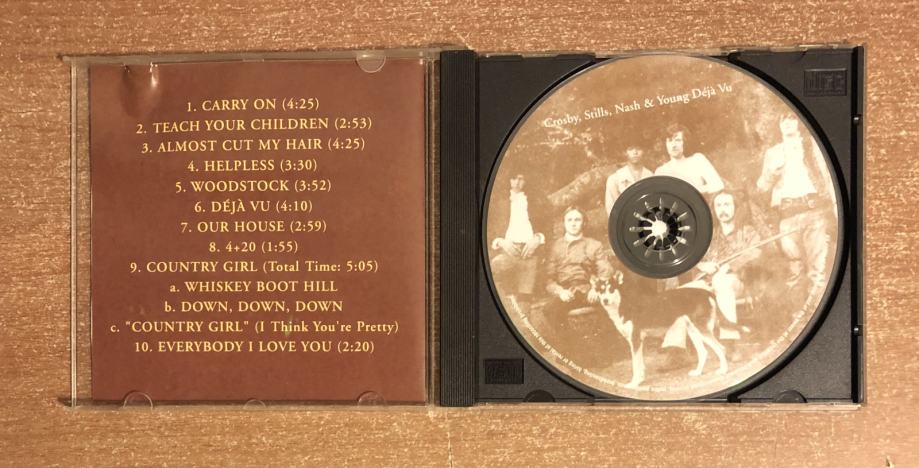 1. CARRY ON (4:25)
2. TEACH YOUR CHILDREN (2:53)
3. ALMOST CUT MY HAIR (4:25)
4. HELPLESS (3:30)
5. WOODSTOCK (3:52)
6. DÉJÀ VU (4:10)
7. OUR HOUSE (2:59)
8. 4+20 (1:55)
9. COUNTRY GIRL (Total Time: 5:05)
a. WHISKEY BOOT HILL
b. DOWN, DOWN, DOWN
c. "COUNTRY GIRL" (I Think You're Pretty)
10. EVERYBODY I LOVE YOU (2:20)
Crosby, Stills, Nash & Young Déjà Vu